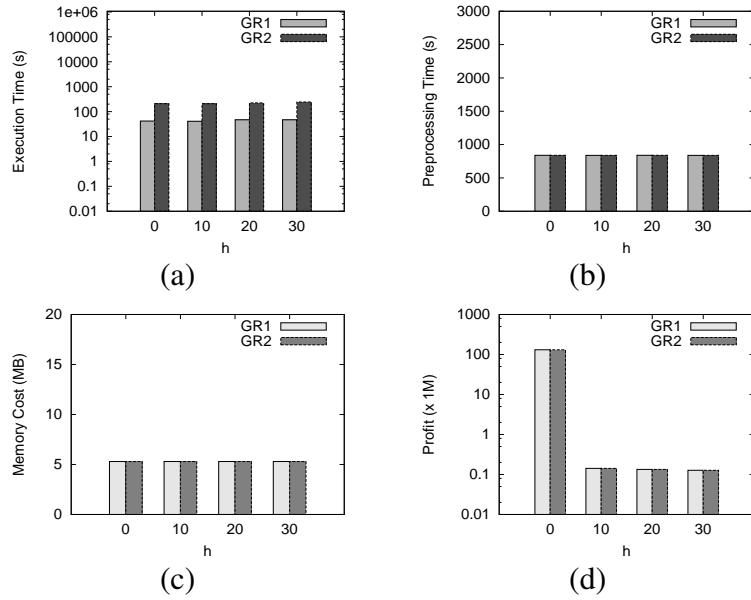 Execution Time (s)
1e+06
100000
10000
1000
100
10
1
0.1
0.01
GR1
GR2
0 10 20 30
h
(a)
Preprocessing Time (s)
3000
2500
2000
1500
1000
500
0
GR1
GR2
0 10 20 30
h
(b)
Memory Cost (MB)
20
15
10
5
0
GR1
GR2
0 10 20 30
h
(c)
Profit (x 1M)
1000
100
10
1
0.1
0.01
GR1
GR2
0 10 20 30
h
(d)